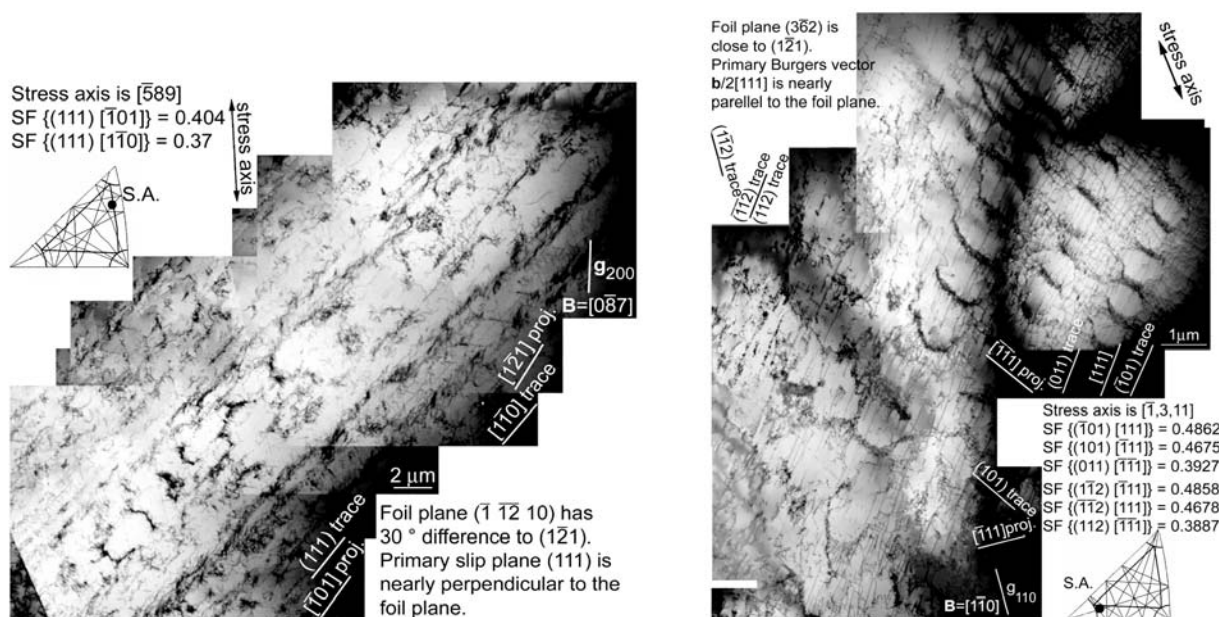 Stress axis is [5̅89]
SF {(111) [1̅01]} = 0.404
SF {(111) [11̅0]} = 0.37
stress axis
S.A.
g200
B=[08̅7]
[12̅1] proj.
[11̅0] trace
2 μm
(111) trace
[1̅01] proj.
Foil plane (1̅ 1̅2̅ 10) has
30 ° difference to (12̅1).
Primary slip plane (111) is
nearly perpendicular to the
foil plane.
Foil plane (36̅2) is
close to (12̅1).
Primary Burgers vector
b/2[111] is nearly
parellel to the foil plane.
stress axis
(11̅2) trace
(1̅1̅2) trace
(112) trace
[1̅1̅1] proj.
(011) trace
[111]
(1̅01) trace
1μm
Stress axis is [1̅,3,11]
SF {(1̅01) [111]} = 0.4862
SF {(101) [1̅11]} = 0.4675
SF {(011) [1̅1̅1]} = 0.3927
SF {(11̅2) [1̅11]} = 0.4858
SF {(1̅1̅2) [111]} = 0.4678
SF {(112) [1̅1̅1]} = 0.3887
(101) trace
[1̅11]proj.
B=[11̅0]
g110
S.A.